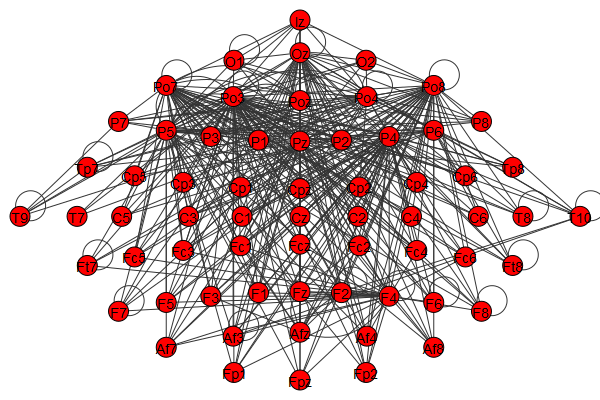 Iz
Oz
O1 O2
Po7 Po8
Po3 Poz Po4
P7 P8
P5 P6
P3 P1 Pz P2 P4
Tp7 Tp8
Cp5 Cp6
Cp3 Cp1 Cpz Cp2 Cp4
T9 T7 C5 C3 C1 Cz C2 C4 C6 T8 T10
Fc3 Fc1 Fcz Fc2 Fc4
Fc5 Fc6
Ft7 Ft8
F3 F1 Fz F2 F4
F5 F6
F7 F8
Af3 Afz Af4
Af7 Af8
Fp1 Fpz Fp2